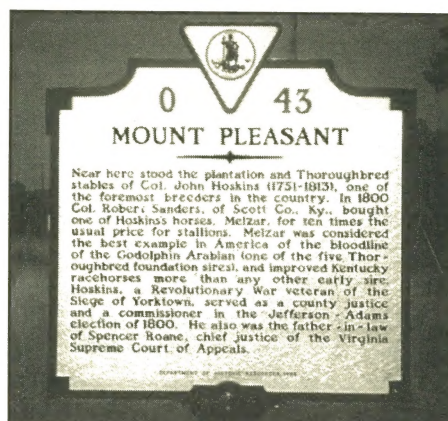 O 43
MOUNT PLEASANT
Near here stood the plantation and Thoroughbred
stables of Col. John Hoskins (1751-1813), one of
the foremost breeders in the country. In 1800
Col. Robert Sanders, of Scott Co., Ky., bought
one of Hoskins's horses, Melzar, for ten times the
usual price for stallions. Melzar was considered
the best example in America of the bloodline
of the Godolphin Arabian (one of the five Thor-
oughbred foundation sires), and improved Kentucky
racehorses more than any other early sire.
Hoskins, a Revolutionary War veteran of the
Siege of Yorktown, served as a county justice
and a commissioner in the Jefferson-Adams
election of 1800. He also was the father-in-law
of Spencer Roane, chief justice of the Virginia
Supreme Court of Appeals.
DEPARTMENT OF HISTORIC RESOURCES